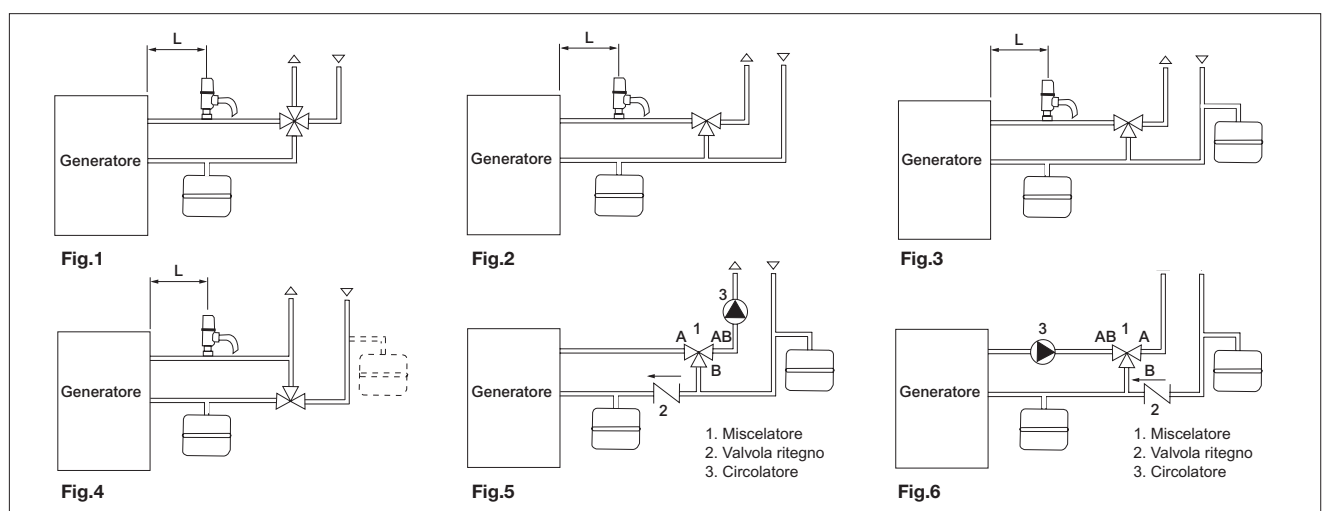 L
Generatore
Fig.1
L
Generatore
Fig.2
L
Generatore
Fig.3
L
Generatore
Fig.4
3
1
A
AB
B
Generatore
2
1. Miscelatore
2. Valvola ritegno
3. Circolatore
Fig.5
3
AB
1
A
B
Generatore
2
1. Miscelatore
2. Valvola ritegno
3. Circolatore
Fig.6